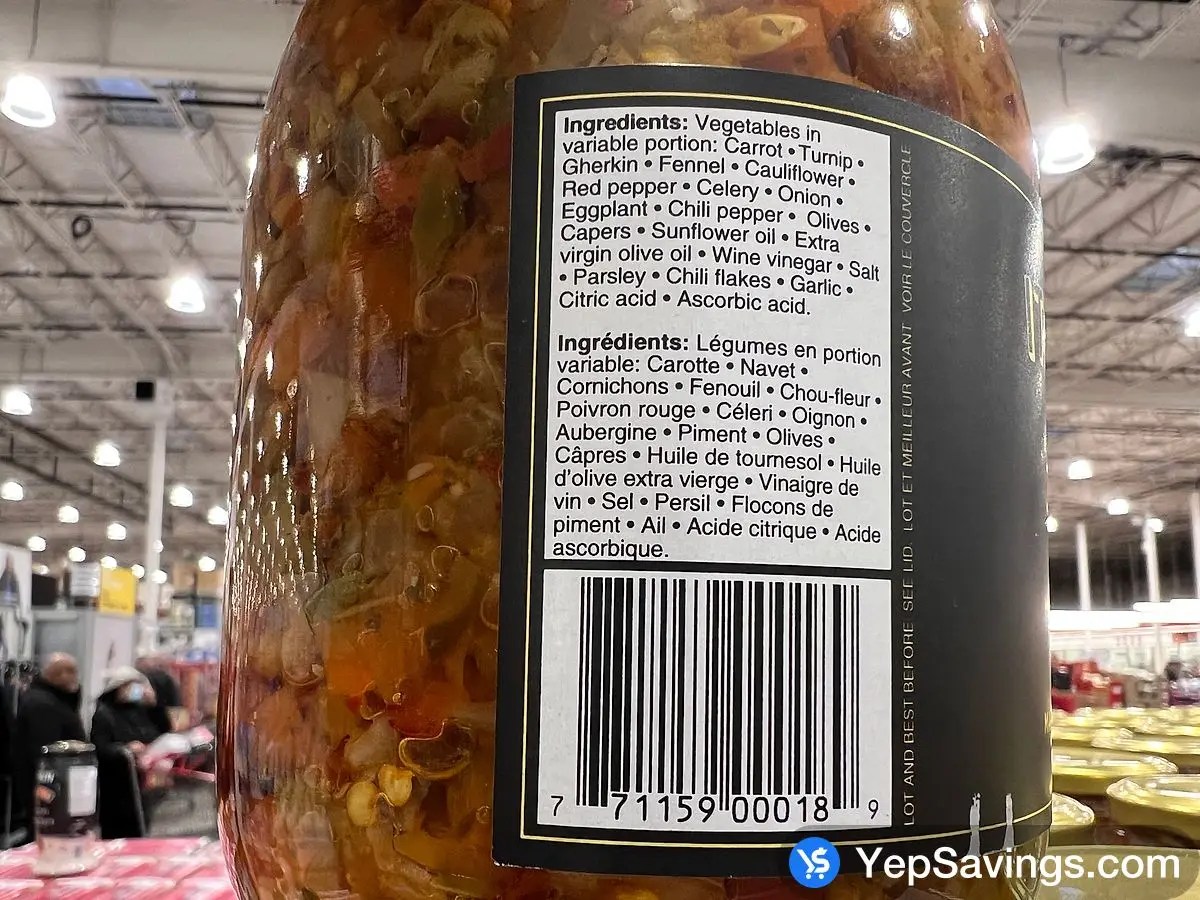 Ingredients: Vegetables in
variable portion: Carrot • Turnip •
Gherkin • Fennel • Cauliflower •
Red pepper • Celery • Onion •
Eggplant • Chili pepper • Olives •
Capers • Sunflower oil • Extra
virgin olive oil • Wine vinegar • Salt
• Parsley • Chili flakes • Garlic •
Citric acid • Ascorbic acid.
Ingrédients: Légumes en portion
variable: Carotte • Navet •
Cornichons • Fenouil • Chou-fleur •
Poivron rouge • Céleri • Oignon •
Aubergine • Piment • Olives •
Câpres • Huile de tournesol • Huile
d'olive extra vierge • Vinaigre de
vin • Sel • Persil • Flocons de
piment • Ail • Acide citrique • Acide
ascorbique.
7 71159 00018 9
LOT AND BEST BEFORE SEE LID. LOT ET MEILLEUR AVANT VOIR LE COUVERCLE
YepSavings.com